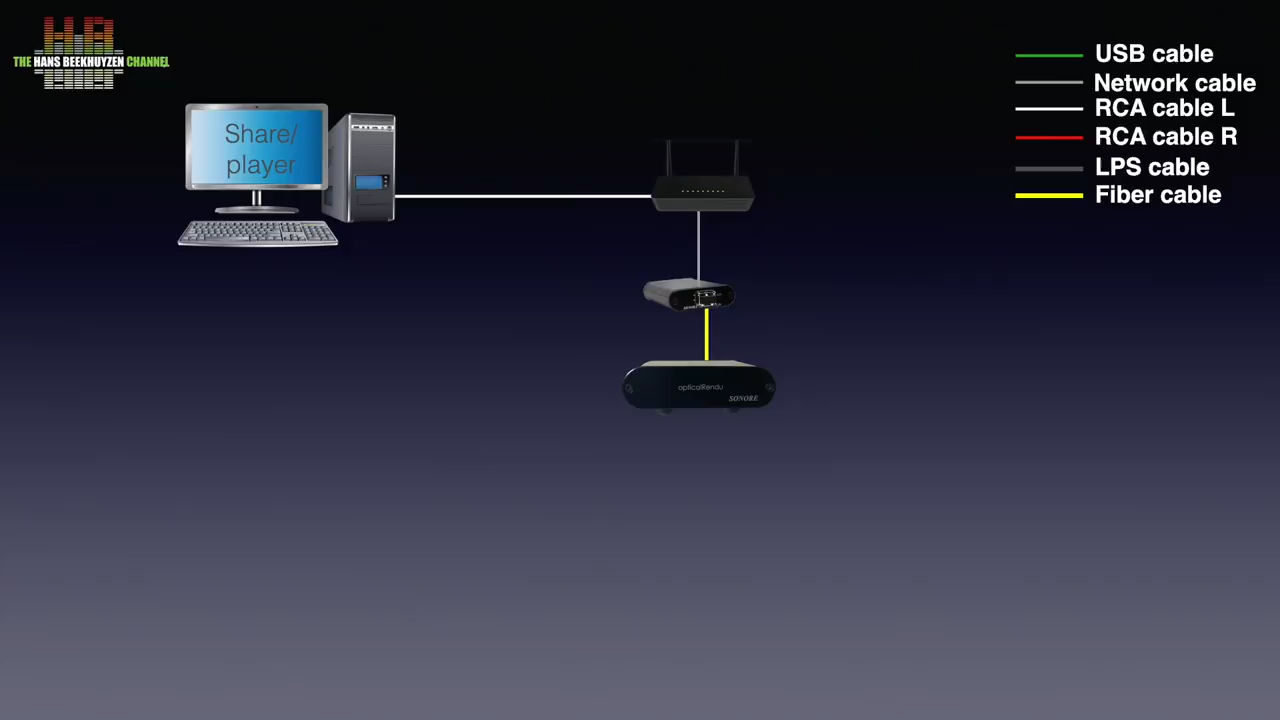 THE HANS BEEKHUYZEN CHANNEL
Share/
player
USB cable
Network cable
RCA cable L
RCA cable R
LPS cable
Fiber cable
opticalRendu
SONORE